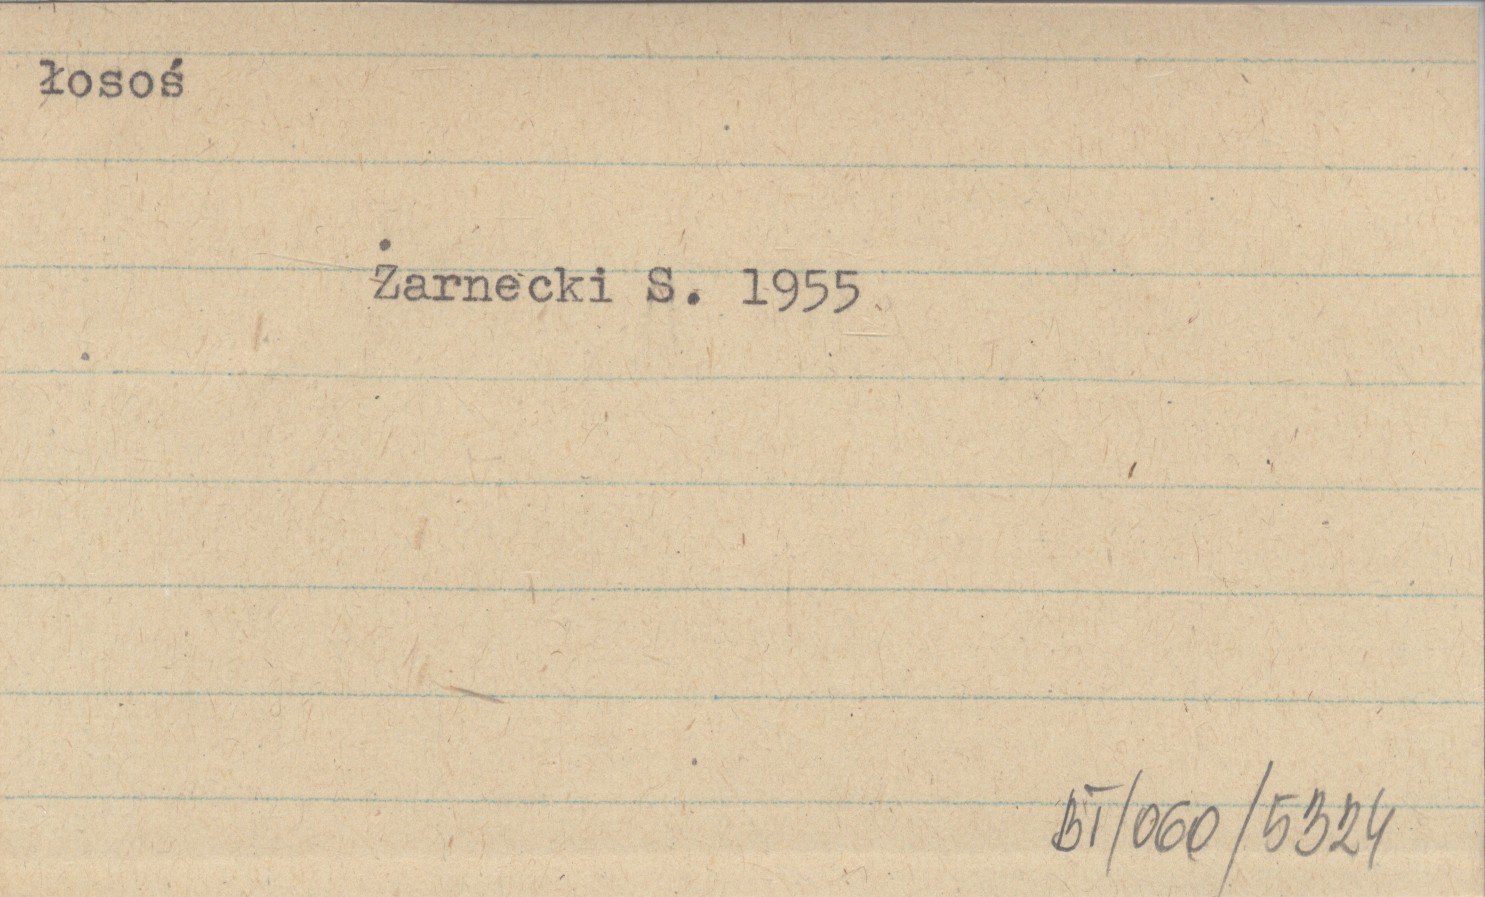 łosoś
Żarnecki S. 1955
BI/060/5324